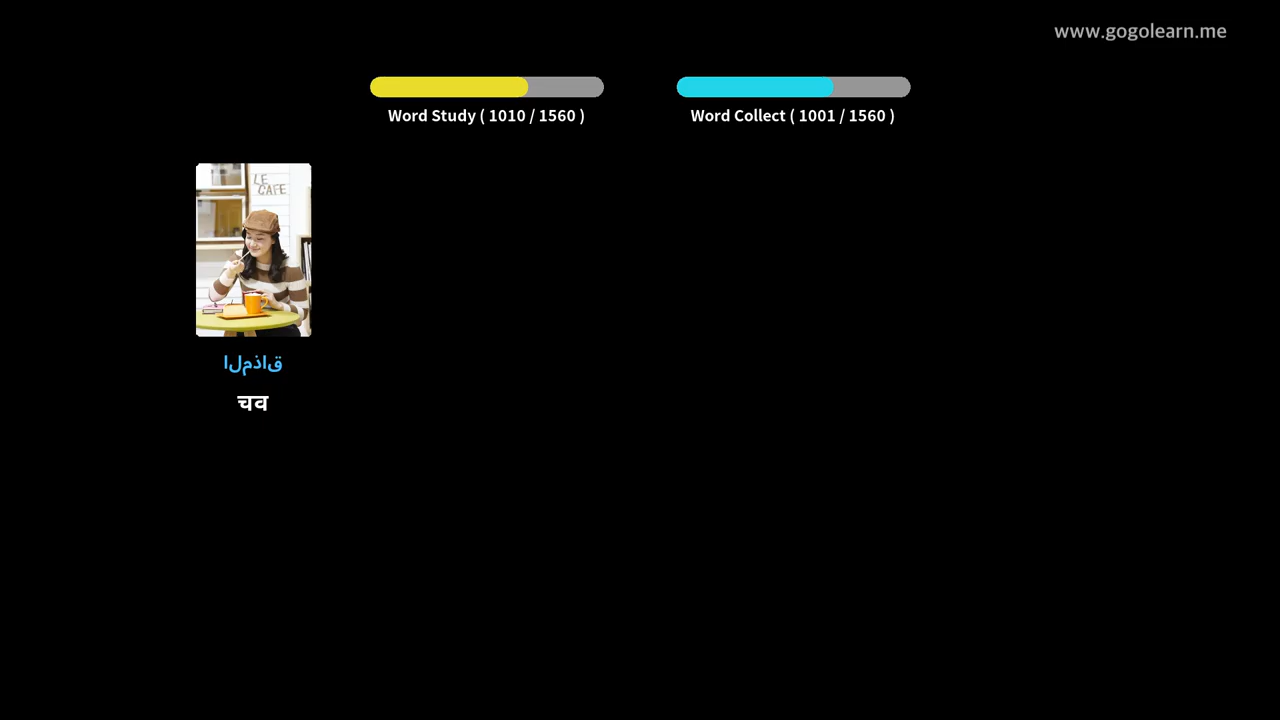 www.gogolearn.me
Word Study ( 1010 / 1560 )
Word Collect ( 1001 / 1560 )
LE
CAFE
المذاق
चव